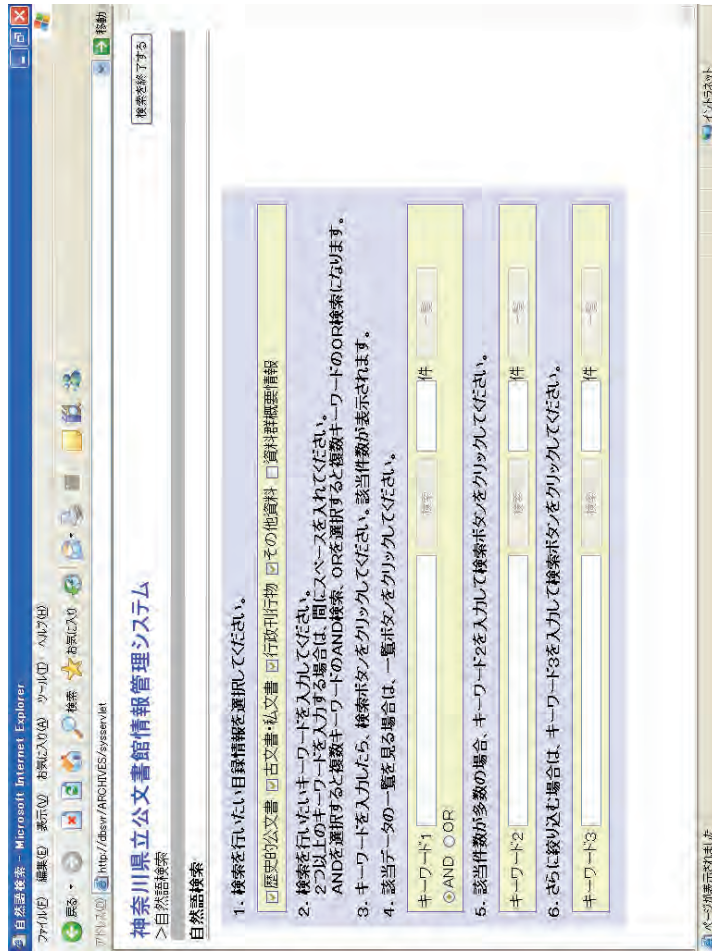 自然語検索 - Microsoft Internet Explorer
ファイル(F) 編集(E) 表示(V) お気に入り(A) ツール(T) ヘルプ(H)
戻る 検索 お気に入り
アドレス(D) http://dbsvr/ARCHIVES/sysservlet 移動
神奈川県立公文書館情報管理システム
>自然語検索
検索を終了する
自然語検索
1. 検索を行いたい目録情報を選択してください。
歴史的公文書 古文書・私文書 行政刊行物 その他資料 資料群概要情報
2. 検索を行いたいキーワードを入力してください。
2つ以上のキーワードを入力する場合は、間にスペースを入れてください。
ANDを選択すると複数キーワードのAND検索、ORを選択すると複数キーワードのOR検索になります。
3. キーワードを入力したら、検索ボタンをクリックしてください。該当件数が表示されます。
4. 該当データの一覧を見る場合は、一覧ボタンをクリックしてください。
キーワード1 検索 件 一覧
AND OR
5. 該当件数が多数の場合、キーワード2を入力して検索ボタンをクリックしてください。
キーワード2 検索 件 一覧
6. さらに絞り込む場合は、キーワード3を入力して検索ボタンをクリックしてください。
キーワード3 検索 件 一覧
ページが表示されました イントラネット